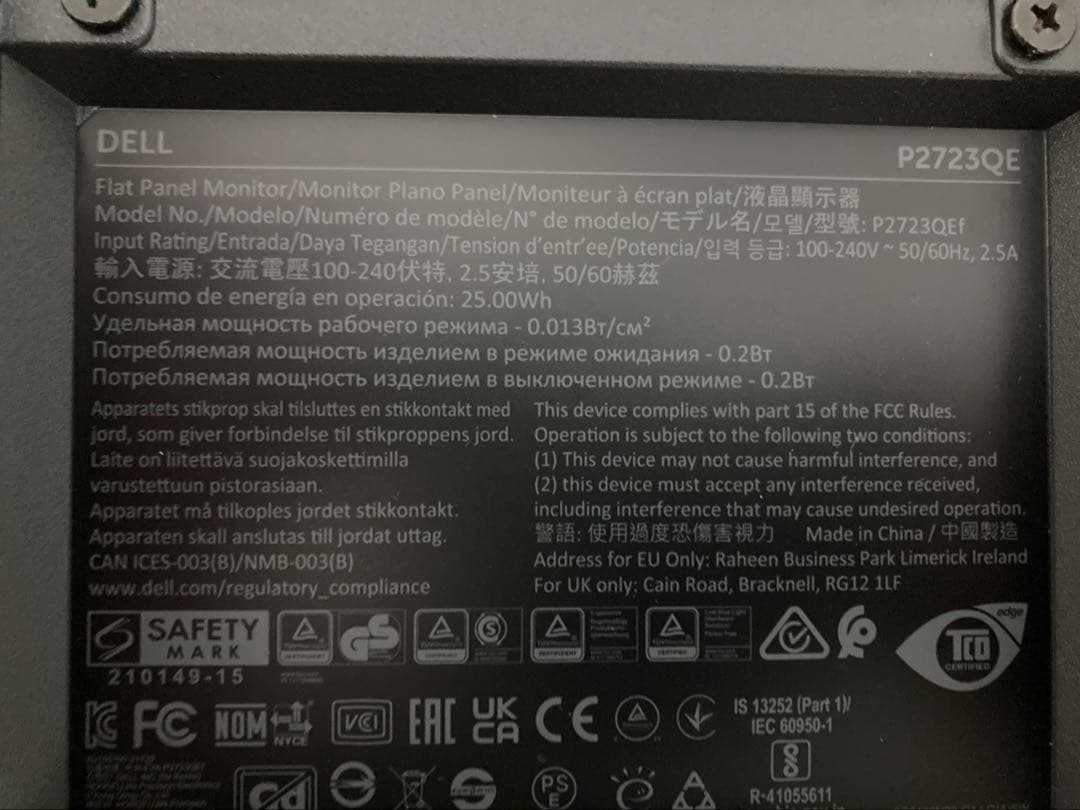 DELL
P2723QE
Flat Panel Monitor/Monitor Plano Panel/Moniteur à écran plat/液晶顯示器
Model No./Modelo/Numéro de modèle/N° de modelo/モデル名/모델/型號: P2723QEf
Input Rating/Entrada/Daya Tegangan/Tension d'entr'ee/Potencia/입력 등급: 100-240V ~ 50/60Hz, 2.5A
輸入電源: 交流電壓100-240伏特, 2.5安培, 50/60赫茲
Consumo de energía en operación: 25.00Wh
Удельная мощность рабочего режима - 0.013Вт/см²
Потребляемая мощность изделием в режиме ожидания - 0.2Вт
Потребляемая мощность изделием в выключенном режиме - 0.2Вт
Apparatets stikprop skal tilsluttes en stikkontakt med
jord, som giver forbindelse til stikproppens jord.
Laite on liitettävä suojakoskettimilla
varustettuun pistorasiaan.
Apparatet må tilkoples jordet stikkontakt.
Apparaten skall anslutas till jordat uttag.
CAN ICES-003(B)/NMB-003(B)
www.dell.com/regulatory_compliance
This device complies with part 15 of the FCC Rules.
Operation is subject to the following two conditions:
(1) This device may not cause harmful interference, and
(2) this device must accept any interference received,
including interference that may cause undesired operation.
警語: 使用過度恐傷害視力 Made in China / 中國製造
Address for EU Only: Raheen Business Park Limerick Ireland
For UK only: Cain Road, Bracknell, RG12 1LF
SAFETY
MARK
210149-15
GS
edge
TCO
CERTIFIED
FC
NOM
NYCE
VCI
EAC
UK
CA
CE
IS 13252 (Part 1)/
IEC 60950-1
PS
E
R-41055611